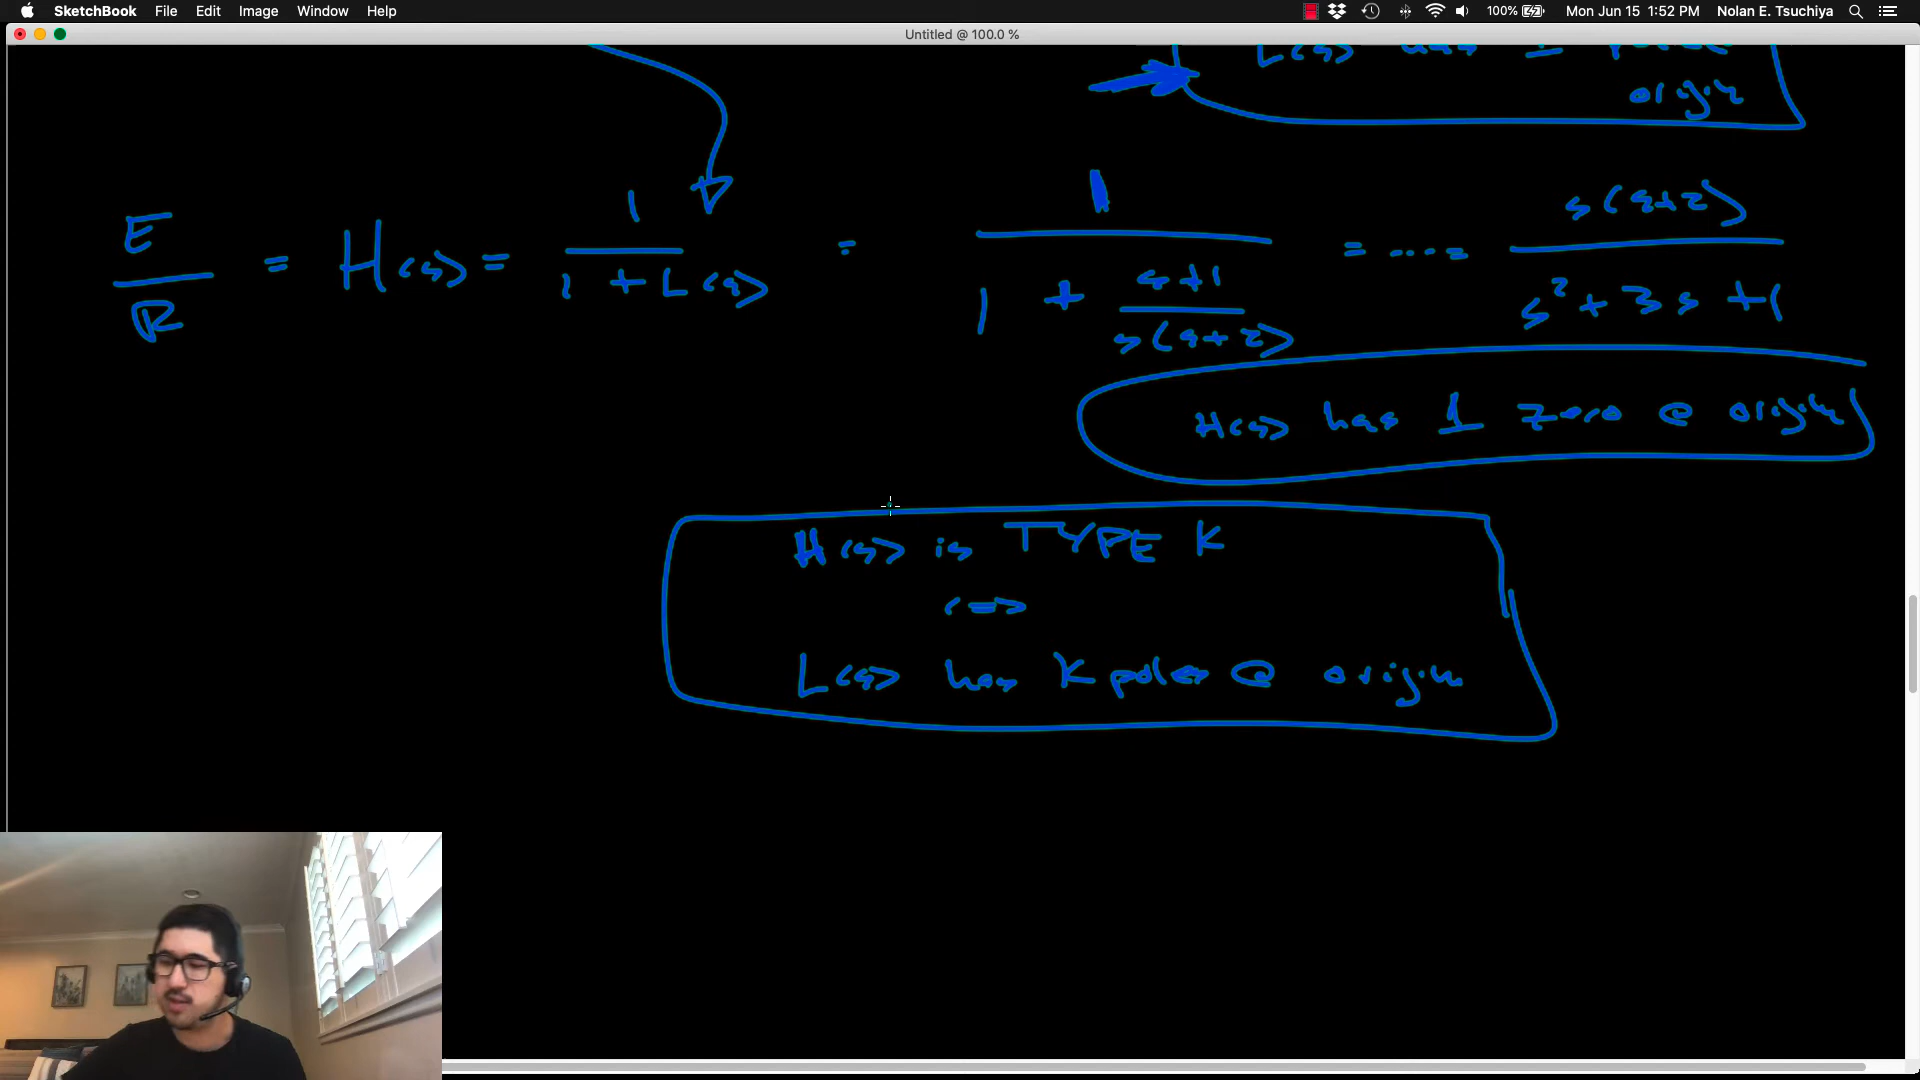 SketchBook File Edit Image Window Help 100% Mon Jun 15 1:52 PM Nolan E. Tsuchiya
Untitled @ 100.0 %
L(s) has 1
origin
E/R = H(s) = 1/(1 + L(s)) = 1/(1 + (s+1)/(s(s+2))) = ... = s(s+2)/(s² + 3s + 1)
H(s) has 1 zero @ origin
H(s) is TYPE K
<=>
L(s) has K poles @ origin